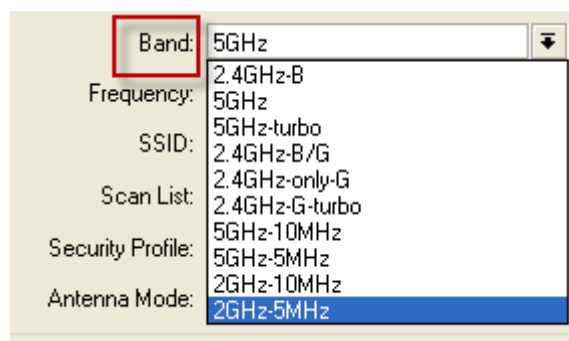 Band: 5GHz
2.4GHz-B
Frequency: 5GHz
5GHz-turbo
SSID: 2.4GHz-B/G
2.4GHz-only-G
Scan List: 2.4GHz-G-turbo
5GHz-10MHz
Security Profile: 5GHz-5MHz
2GHz-10MHz
Antenna Mode: 2GHz-5MHz